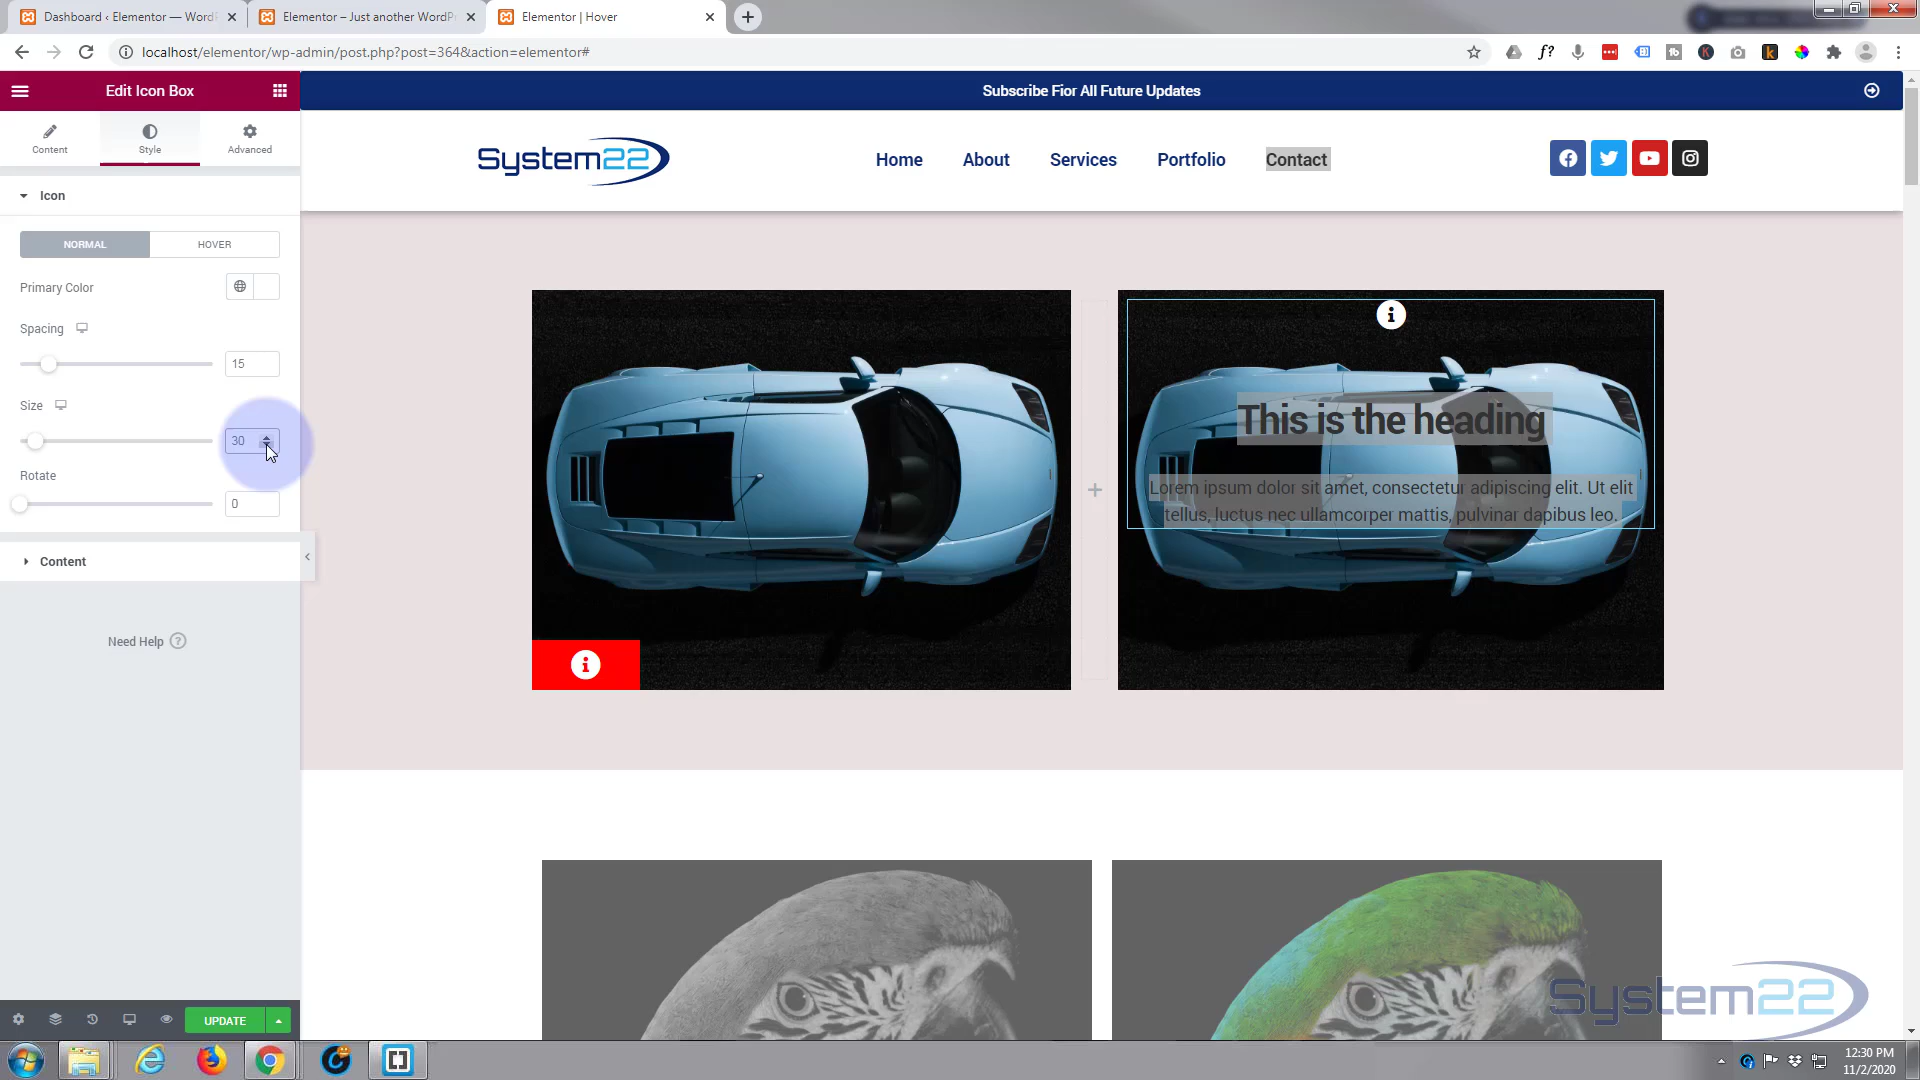 Dashboard ‹ Elementor — WordP
Elementor – Just another WordPr
Elementor | Hover
localhost/elementor/wp-admin/post.php?post=364&action=elementor#
Edit Icon Box
Content
Style
Advanced
Icon
NORMAL
HOVER
Primary Color
Spacing
15
Size
30
Rotate
0
Content
Need Help
UPDATE
Subscribe Fior All Future Updates
System22
Home
About
Services
Portfolio
Contact
This is the heading
Lorem ipsum dolor sit amet, consectetur adipiscing elit. Ut elit
tellus, luctus nec ullamcorper mattis, pulvinar dapibus leo.
System22
12:30 PM
11/2/2020